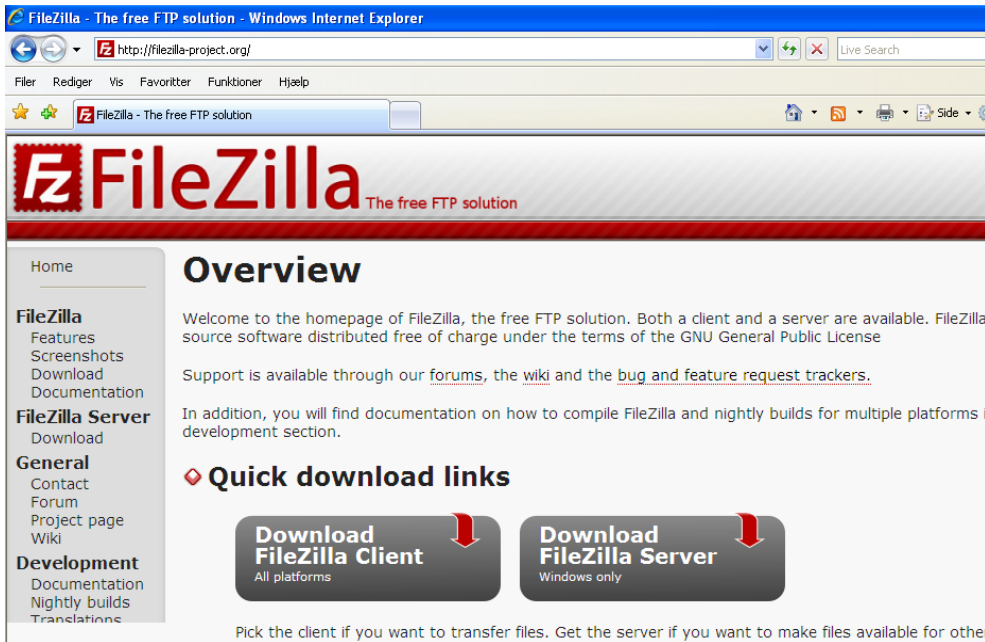 FileZilla - The free FTP solution - Windows Internet Explorer
http://filezilla-project.org/
Live Search
Filer Rediger Vis Favoritter Funktioner Hjælp
FileZilla - The free FTP solution
Side
FileZilla The free FTP solution
Home
FileZilla
Features
Screenshots
Download
Documentation
FileZilla Server
Download
General
Contact
Forum
Project page
Wiki
Development
Documentation
Nightly builds
Translations
Overview
Welcome to the homepage of FileZilla, the free FTP solution. Both a client and a server are available. FileZilla
source software distributed free of charge under the terms of the GNU General Public License
Support is available through our forums, the wiki and the bug and feature request trackers.
In addition, you will find documentation on how to compile FileZilla and nightly builds for multiple platforms
development section.
Quick download links
Download
FileZilla Client
All platforms
Download
FileZilla Server
Windows only
Pick the client if you want to transfer files. Get the server if you want to make files available for othe